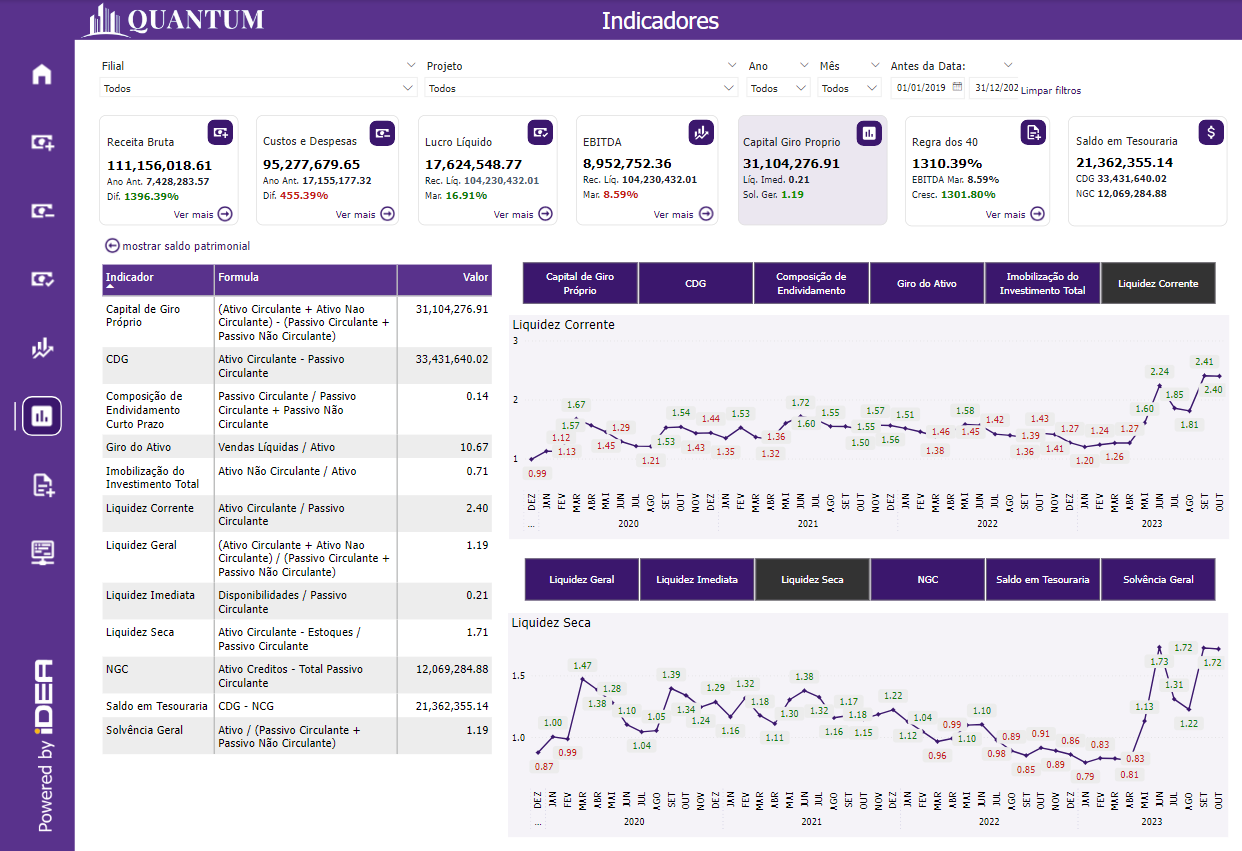 QUANTUM
Indicadores
Filial
Projeto
Ano
Mês
Antes da Data:
Todos
Todos
Todos
Todos
01/01/2019
31/12/202
Limpar filtros
Receita Bruta
111,156,018.61
Ano Ant. 7,428,283.57
Dif. 1396.39%
Ver mais
Custos e Despesas
95,277,679.65
Ano Ant. 17,155,177.32
Dif. 455.39%
Ver mais
Lucro Líquido
17,624,548.77
Rec. Líq. 104,230,432.01
Mar. 16.91%
Ver mais
EBITDA
8,952,752.36
Rec. Líq. 104,230,432.01
Mar. 8.59%
Ver mais
Capital Giro Proprio
31,104,276.91
Líq. Imed. 0.21
Sol. Ger. 1.19
Regra dos 40
1310.39%
EBITDA Mar. 8.59%
Cresc. 1301.80%
Ver mais
Saldo em Tesouraria
21,362,355.14
CDG 33,431,640.02
NGC 12,069,284.88
mostrar saldo patrimonial
Indicador Formula Valor
Capital de Giro
Próprio
(Ativo Circulante + Ativo Nao
Circulante) - (Passivo Circulante +
Passivo Não Circulante)
31,104,276.91
CDG
Ativo Circulante - Passivo
Circulante
33,431,640.02
Composição de
Endividamento
Curto Prazo
Passivo Circulante / Passivo
Circulante + Passivo Não
Circulante
0.14
Giro do Ativo
Vendas Líquidas / Ativo
10.67
Imobilização do
Investimento Total
Ativo Não Circulante / Ativo
0.71
Liquidez Corrente
Ativo Circulante / Passivo
Circulante
2.40
Liquidez Geral
(Ativo Circulante + Ativo Nao
Circulante) / (Passivo Circulante +
Passivo Não Circulante)
1.19
Liquidez Imediata
Disponibilidades / Passivo
Circulante
0.21
Liquidez Seca
Ativo Circulante - Estoques /
Passivo Circulante
1.71
NGC
Ativo Creditos - Total Passivo
Circulante
12,069,284.88
Saldo em Tesouraria
CDG - NCG
21,362,355.14
Solvência Geral
Ativo / (Passivo Circulante +
Passivo Não Circulante)
1.19
Capital de Giro
Próprio
CDG
Composição de
Endividamento
Giro do Ativo
Imobilização do
Investimento Total
Liquidez Corrente
Liquidez Corrente
3
2
1
0.99
1.12
1.13
1.67
1.57
1.45
1.29
1.21
1.53
1.54
1.43
1.44
1.35
1.53
1.36
1.32
1.72
1.60
1.55
1.50
1.55
1.57
1.56
1.51
1.38
1.46
1.58
1.45
1.42
1.36
1.39
1.43
1.41
1.27
1.20
1.24
1.26
1.27
1.60
2.24
1.85
1.81
2.41
2.40
DEZ JAN FEV MAR ABR MAI JUN JUL AGO SET OUT NOV DEZ JAN FEV MAR ABR MAI JUN JUL AGO SET OUT NOV DEZ JAN FEV MAR ABR MAI JUN JUL AGO SET OUT NOV DEZ JAN FEV MAR ABR MAI JUN JUL AGO SET OUT
... 2020 2021 2022 2023
Liquidez Geral
Liquidez Imediata
Liquidez Seca
NGC
Saldo em Tesouraria
Solvência Geral
Liquidez Seca
1.5
1.0
0.87
1.00
0.99
1.47
1.38
1.28
1.10
1.04
1.05
1.39
1.34
1.24
1.29
1.16
1.32
1.18
1.11
1.30
1.38
1.32
1.16
1.17
1.18
1.15
1.22
1.12
1.04
0.96
0.99
1.10
1.10
0.98
0.89
0.85
0.91
0.89
0.86
0.79
0.83
0.81
0.83
1.13
1.73
1.31
1.22
1.72
1.72
DEZ JAN FEV MAR ABR MAI JUN JUL AGO SET OUT NOV DEZ JAN FEV MAR ABR MAI JUN JUL AGO SET OUT NOV DEZ JAN FEV MAR ABR MAI JUN JUL AGO SET OUT NOV DEZ JAN FEV MAR ABR MAI JUN JUL AGO SET OUT
... 2020 2021 2022 2023
Powered by iDEA